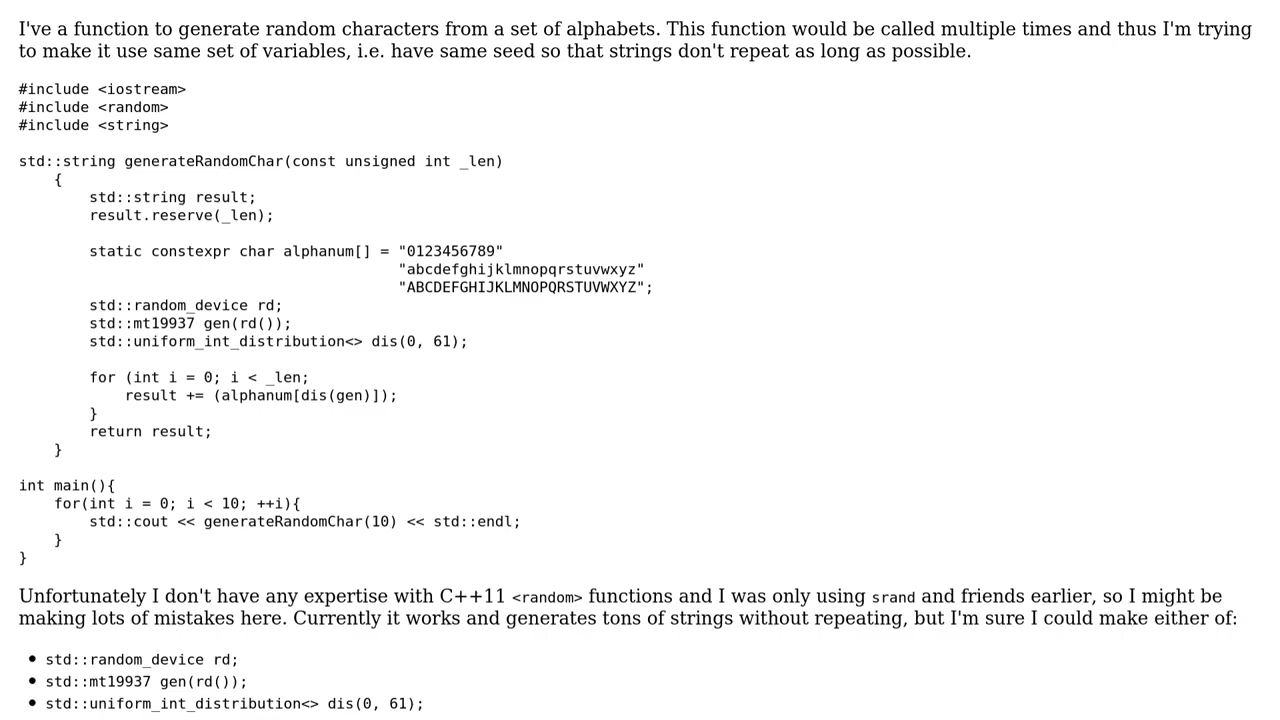 I've a function to generate random characters from a set of alphabets. This function would be called multiple times and thus I'm trying
to make it use same set of variables, i.e. have same seed so that strings don't repeat as long as possible.
#include <iostream>
#include <random>
#include <string>
std::string generateRandomChar(const unsigned int _len)
    {
        std::string result;
        result.reserve(_len);
        static constexpr char alphanum[] = "0123456789"
                                           "abcdefghijklmnopqrstuvwxyz"
                                           "ABCDEFGHIJKLMNOPQRSTUVWXYZ";
        std::random_device rd;
        std::mt19937 gen(rd());
        std::uniform_int_distribution<> dis(0, 61);
        for (int i = 0; i < _len;
            result += (alphanum[dis(gen)]);
        }
        return result;
    }
int main(){
    for(int i = 0; i < 10; ++i){
        std::cout << generateRandomChar(10) << std::endl;
    }
}
Unfortunately I don't have any expertise with C++11 <random> functions and I was only using srand and friends earlier, so I might be
making lots of mistakes here. Currently it works and generates tons of strings without repeating, but I'm sure I could make either of:
• std::random_device rd;
• std::mt19937 gen(rd());
• std::uniform_int_distribution<> dis(0, 61);